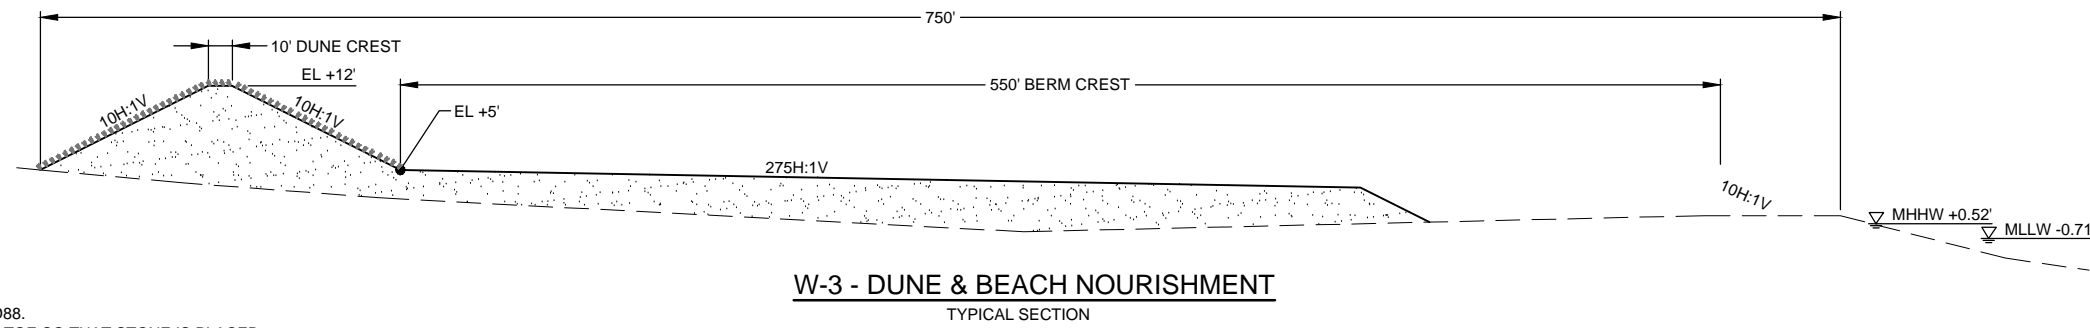 750'
10' DUNE CREST
EL +12'
10H:1V
10H:1V
550' BERM CREST
EL +5'
275H:1V
10H:1V
MHHW +0.52'
MLLW -0.71
W-3 - DUNE & BEACH NOURISHMENT
TYPICAL SECTION
D88.